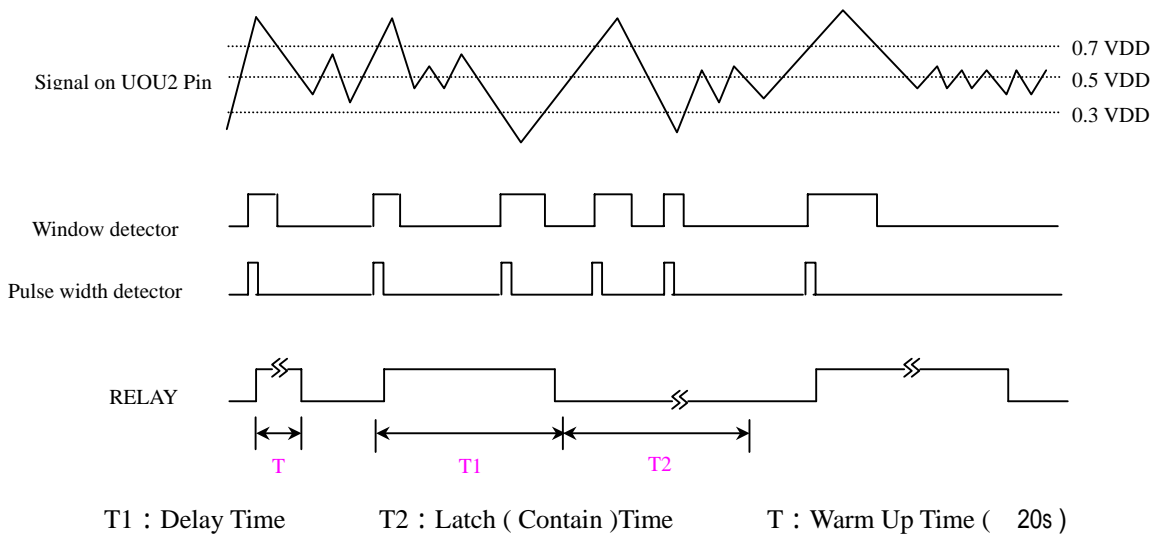 0.7 VDD
Signal on UOU2 Pin
0.5 VDD
0.3 VDD
Window detector
Pulse width detector
RELAY
T
T1
T2
T1：Delay Time
T2：Latch ( Contain )Time
T：Warm Up Time ( 20s )